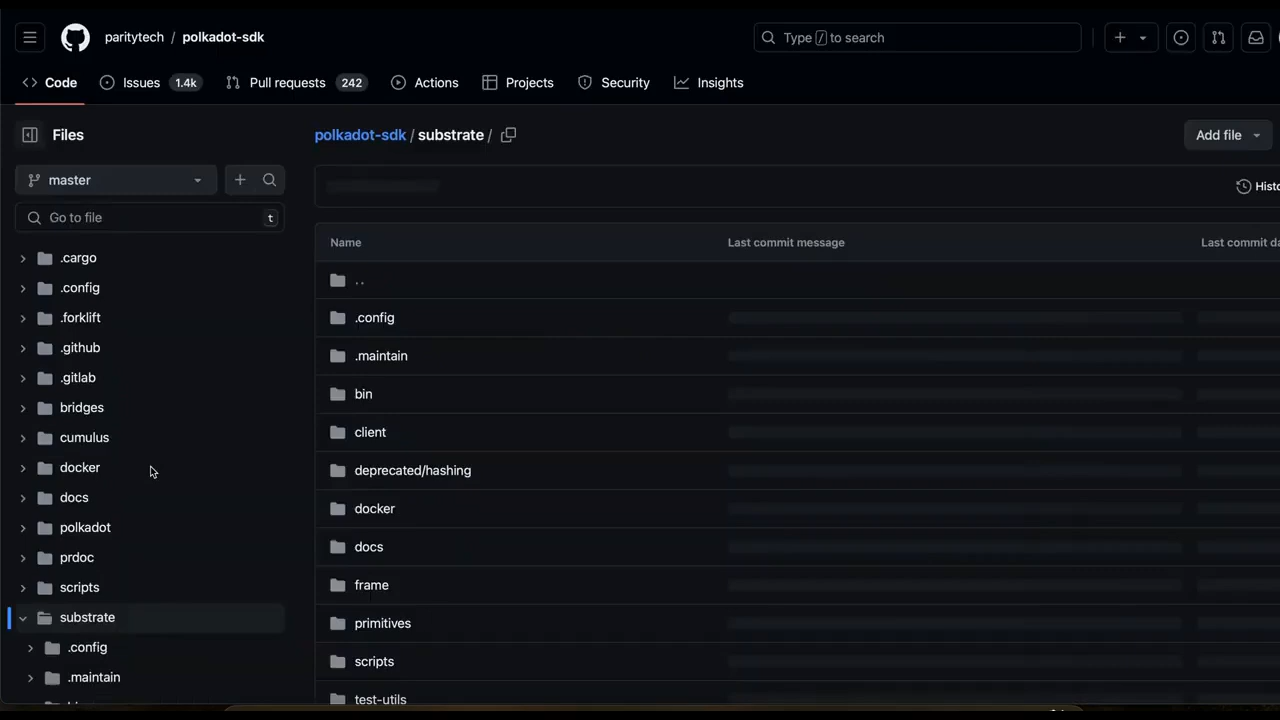 paritytech / polkadot-sdk
Type / to search
Code
Issues 1.4k
Pull requests 242
Actions
Projects
Security
Insights
Files
polkadot-sdk / substrate /
Add file
master
Go to file
t
.cargo
.config
.forklift
.github
.gitlab
bridges
cumulus
docker
docs
polkadot
prdoc
scripts
substrate
.config
.maintain
Name
Last commit message
Last commit
..
.config
.maintain
bin
client
deprecated/hashing
docker
docs
frame
primitives
scripts
test-utils